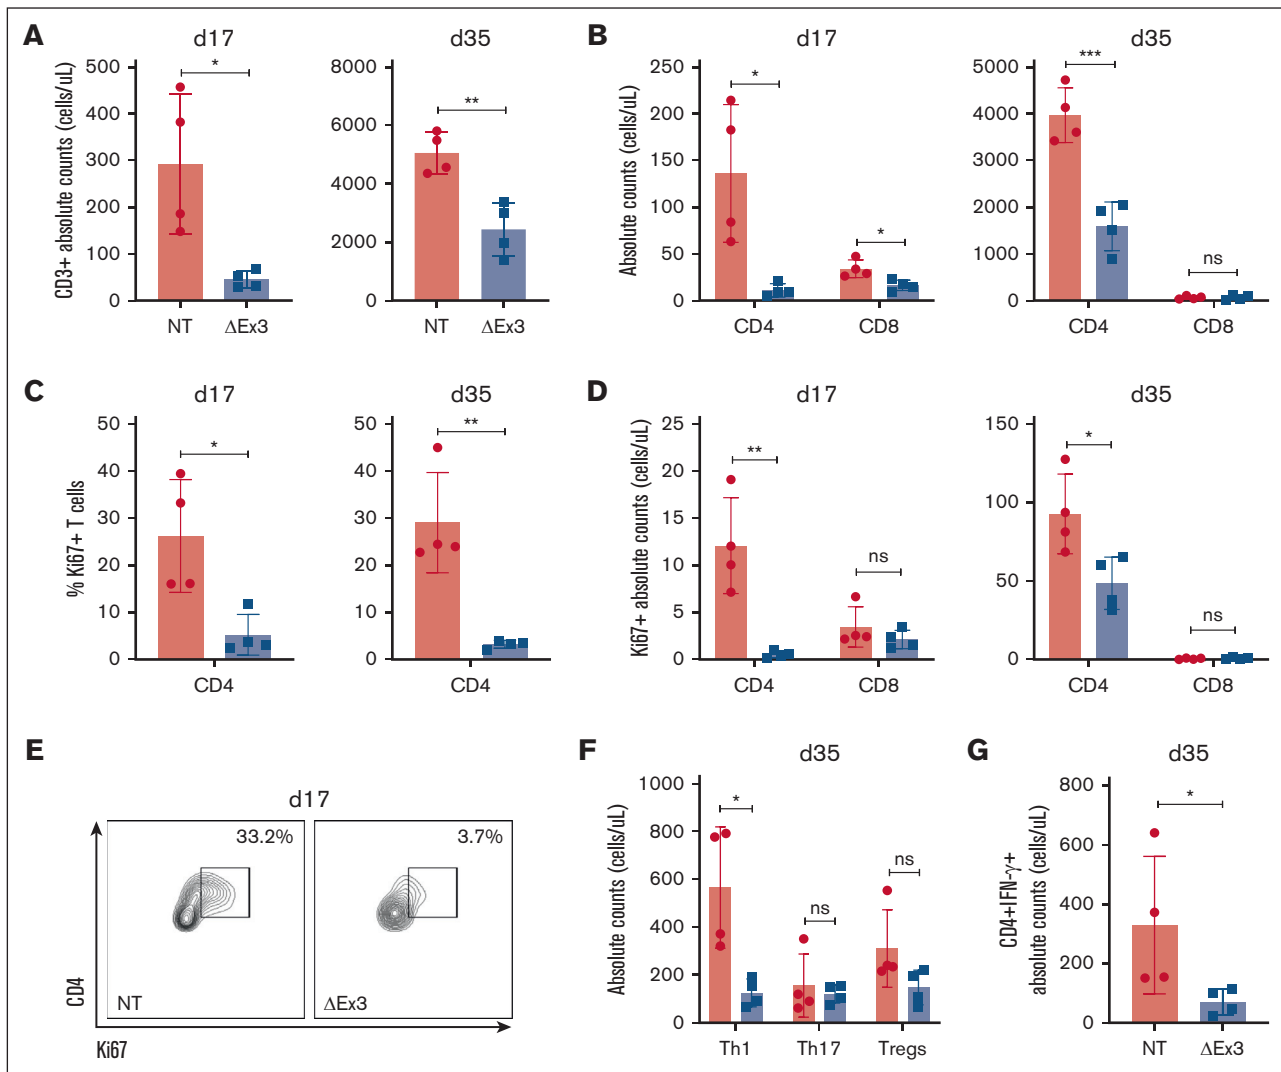 A
d17
d35
CD3+ absolute counts (cells/uL)
500
400
300
200
100
0
*
NT
ΔEx3
8000
6000
4000
2000
0
**
NT
ΔEx3
B
d17
d35
Absolute counts (cells/uL)
250
200
150
100
50
0
*
*
CD4
CD8
5000
4000
3000
2000
1000
0
***
ns
CD4
CD8
C
d17
d35
% Ki67+ T cells
50
40
30
20
10
0
*
CD4
50
40
30
20
10
0
**
CD4
D
d17
d35
Ki67+ absolute counts (cells/uL)
25
20
15
10
5
0
**
ns
CD4
CD8
150
100
50
0
*
ns
CD4
CD8
E
d17
CD4
33.2%
NT
3.7%
ΔEx3
Ki67
F
d35
Absolute counts (cells/uL)
1000
800
600
400
200
0
*
ns
ns
Th1
Th17
Tregs
G
d35
CD4+IFN-γ+
absolute counts (cells/uL)
800
600
400
200
0
*
NT
ΔEx3